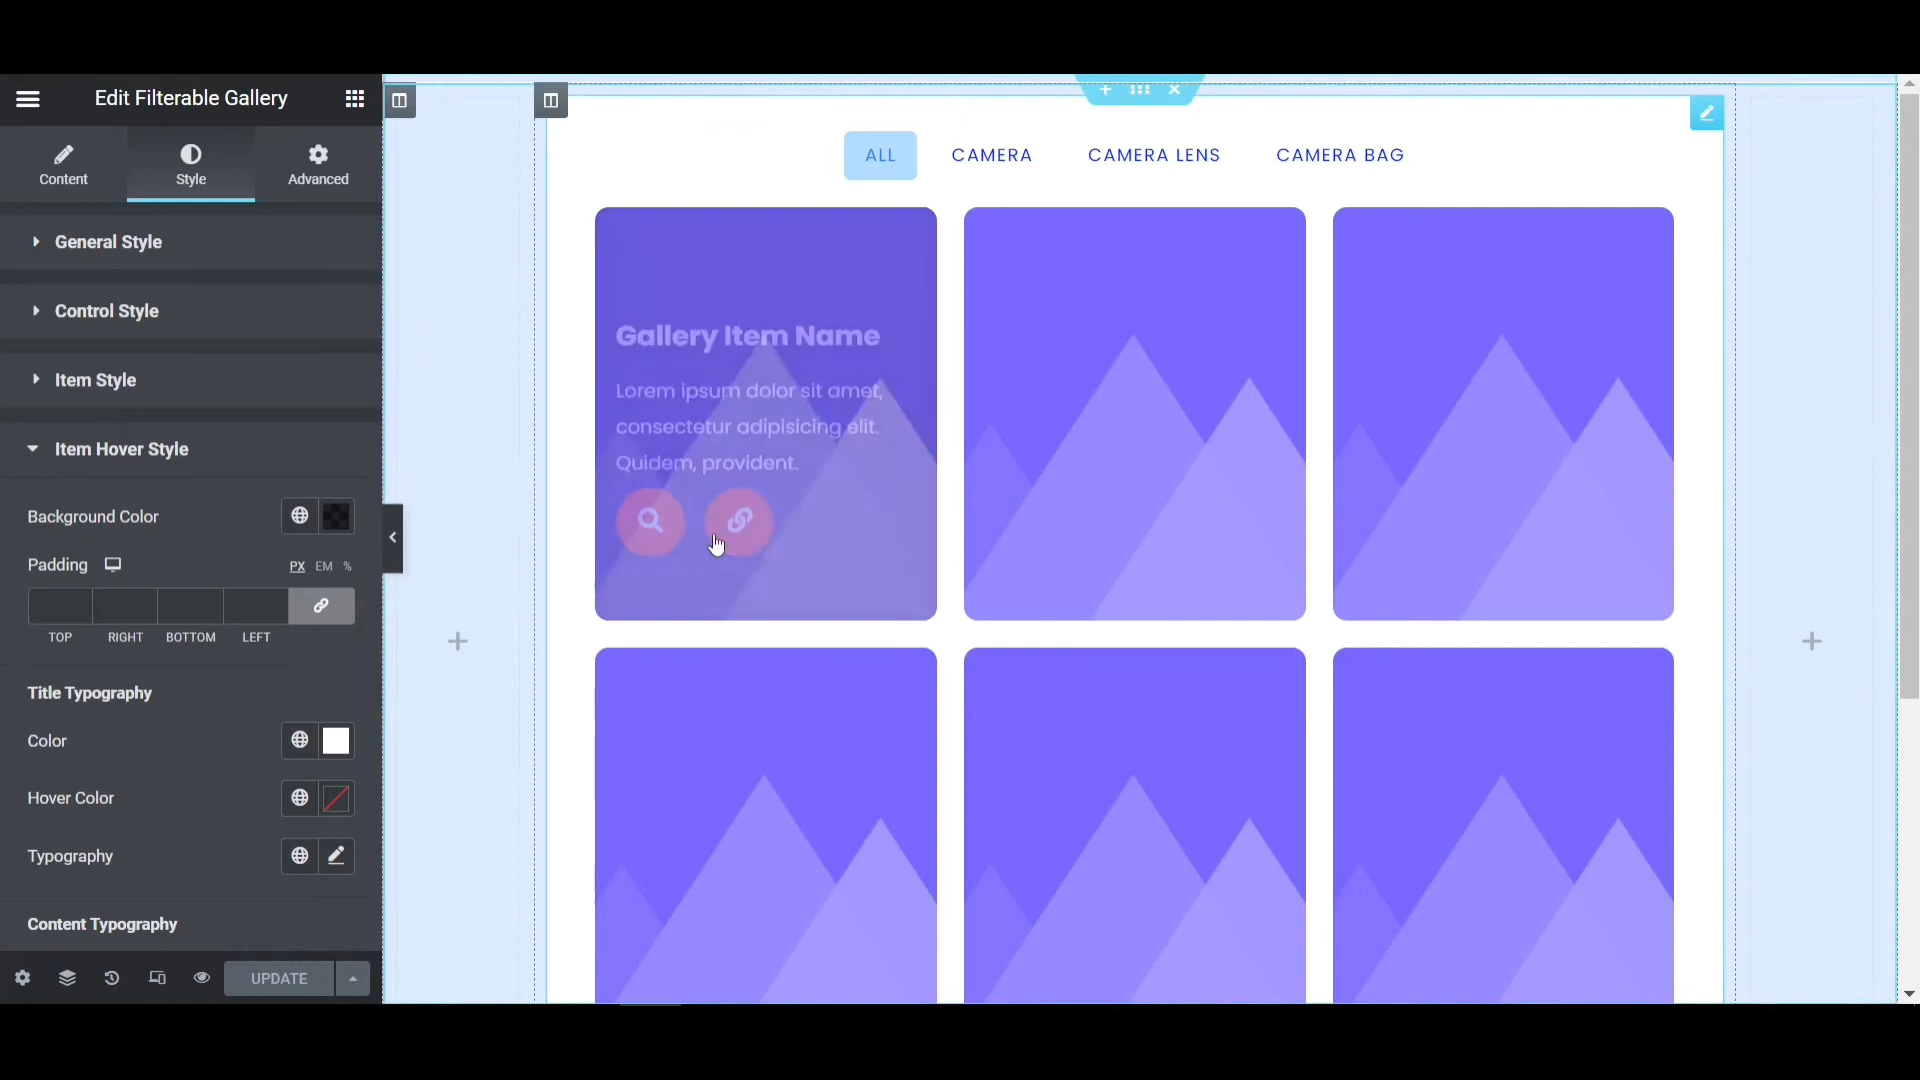 Edit Filterable Gallery
Content
Style
Advanced
General Style
Control Style
Item Style
Item Hover Style
Background Color
Padding
PX EM %
TOP RIGHT BOTTOM LEFT
Title Typography
Color
Hover Color
Typography
Content Typography
UPDATE
ALL
CAMERA
CAMERA LENS
CAMERA BAG
Gallery Item Name
Lorem ipsum dolor sit amet,
consectetur adipisicing elit.
Quidem, provident.